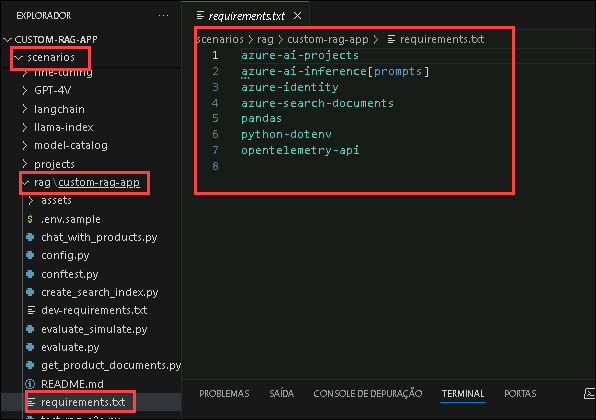 EXPLORADOR
CUSTOM-RAG-APP
scenarios
fine-tuning
GPT-4V
langchain
llama-index
model-catalog
projects
rag\custom-rag-app
assets
$ .env.sample
chat_with_products.py
config.py
conftest.py
create_search_index.py
dev-requirements.txt
evaluate_simulate.py
evaluate.py
get_product_documents.py
README.md
requirements.txt
requirements.txt
scenarios > rag > custom-rag-app > requirements.txt
1 azure-ai-projects
2 azure-ai-inference[prompts]
3 azure-identity
4 azure-search-documents
5 pandas
6 python-dotenv
7 opentelemetry-api
8
PROBLEMAS SAÍDA CONSOLE DE DEPURAÇÃO TERMINAL PORTAS